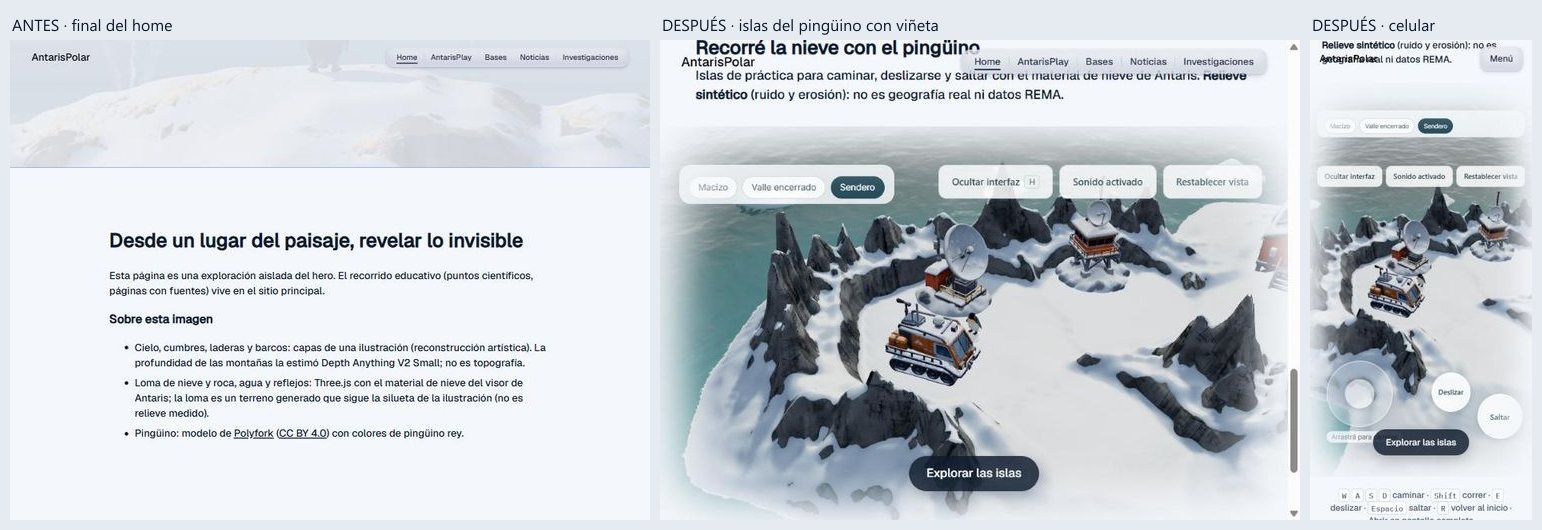 ANTES · final del home
AntarisPolar
Home AntarisPlay Bases Noticias Investigaciones
Desde un lugar del paisaje, revelar lo invisible
Esta página es una exploración aislada del hero. El recorrido educativo (puntos científicos,
páginas con fuentes) vive en el sitio principal.
Sobre esta imagen
• Cielo, cumbres, laderas y barcos: capas de una ilustración (reconstrucción artística). La
profundidad de las montañas la estimó Depth Anything V2 Small; no es topografía.
• Loma de nieve y roca, agua y reflejos: Three.js con el material de nieve del visor de
Antaris; la loma es un terreno generado que sigue la silueta de la ilustración (no es
relieve medido).
• Pingüino: modelo de Polyfork (CC BY 4.0) con colores de pingüino rey.
DESPUÉS · islas del pingüino con viñeta
Recorré la nieve con el pingüino
AntarisPolar
Home AntarisPlay Bases Noticias Investigaciones
Islas de práctica para caminar, deslizarse y saltar con el material de nieve de Antaris. Relieve
sintético (ruido y erosión): no es geografía real ni datos REMA.
Macizo Valle encerrado Sendero
Ocultar interfaz H Sonido activado Restablecer vista
Explorar las islas
DESPUÉS · celular
Relieve sintético (ruido y erosión): no es
AntarisPolar
geografía real ni datos REMA.
Menú
Macizo Valle encerrado Sendero
Ocultar interfaz Sonido activado Restablecer vista
Deslizar
Saltar
Arrastrá para
Explorar las islas
W A S D caminar · Shift correr · E
deslizar · Espacio saltar · R volver al inicio ·